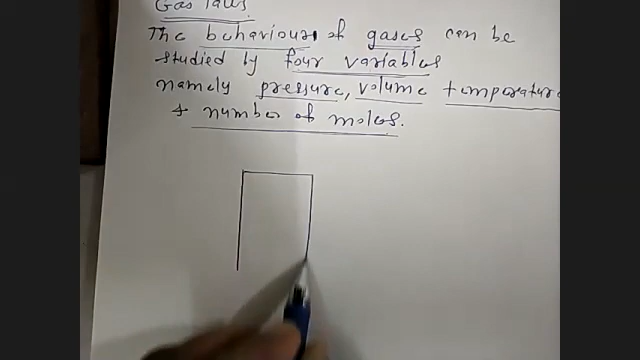 Gas laws
The behaviour of gases can be
studied by four variables
namely pressure, volume temperature
& number of moles.